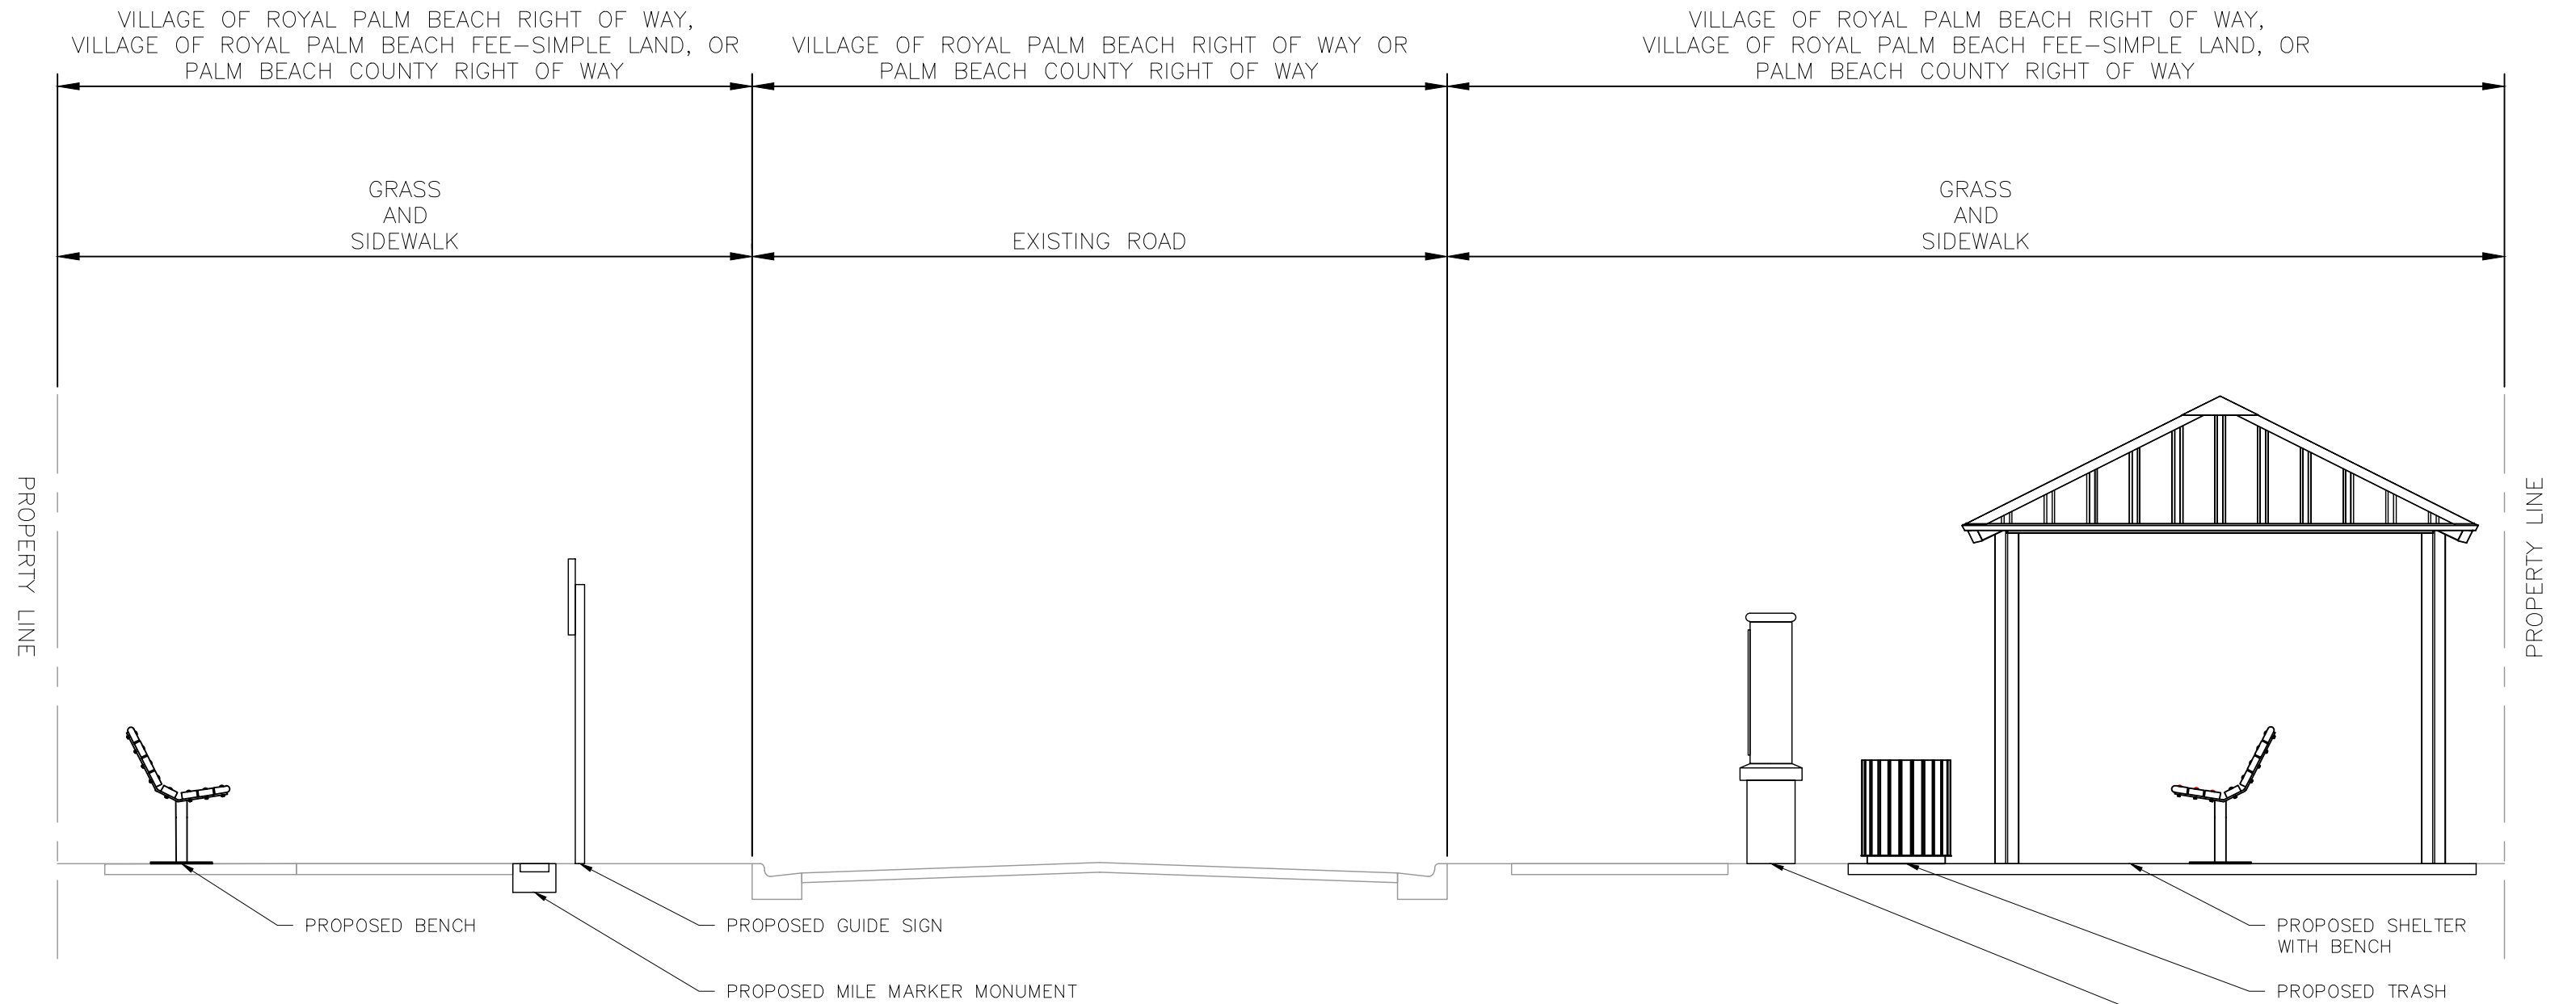 VILLAGE OF ROYAL PALM BEACH RIGHT OF WAY,
VILLAGE OF ROYAL PALM BEACH FEE-SIMPLE LAND, OR
PALM BEACH COUNTY RIGHT OF WAY
VILLAGE OF ROYAL PALM BEACH RIGHT OF WAY OR
PALM BEACH COUNTY RIGHT OF WAY
VILLAGE OF ROYAL PALM BEACH RIGHT OF WAY,
VILLAGE OF ROYAL PALM BEACH FEE-SIMPLE LAND, OR
PALM BEACH COUNTY RIGHT OF WAY
GRASS
AND
SIDEWALK
EXISTING ROAD
GRASS
AND
SIDEWALK
PROPERTY LINE
PROPERTY LINE
PROPOSED BENCH
PROPOSED GUIDE SIGN
PROPOSED MILE MARKER MONUMENT
PROPOSED SHELTER
WITH BENCH
PROPOSED TRASH